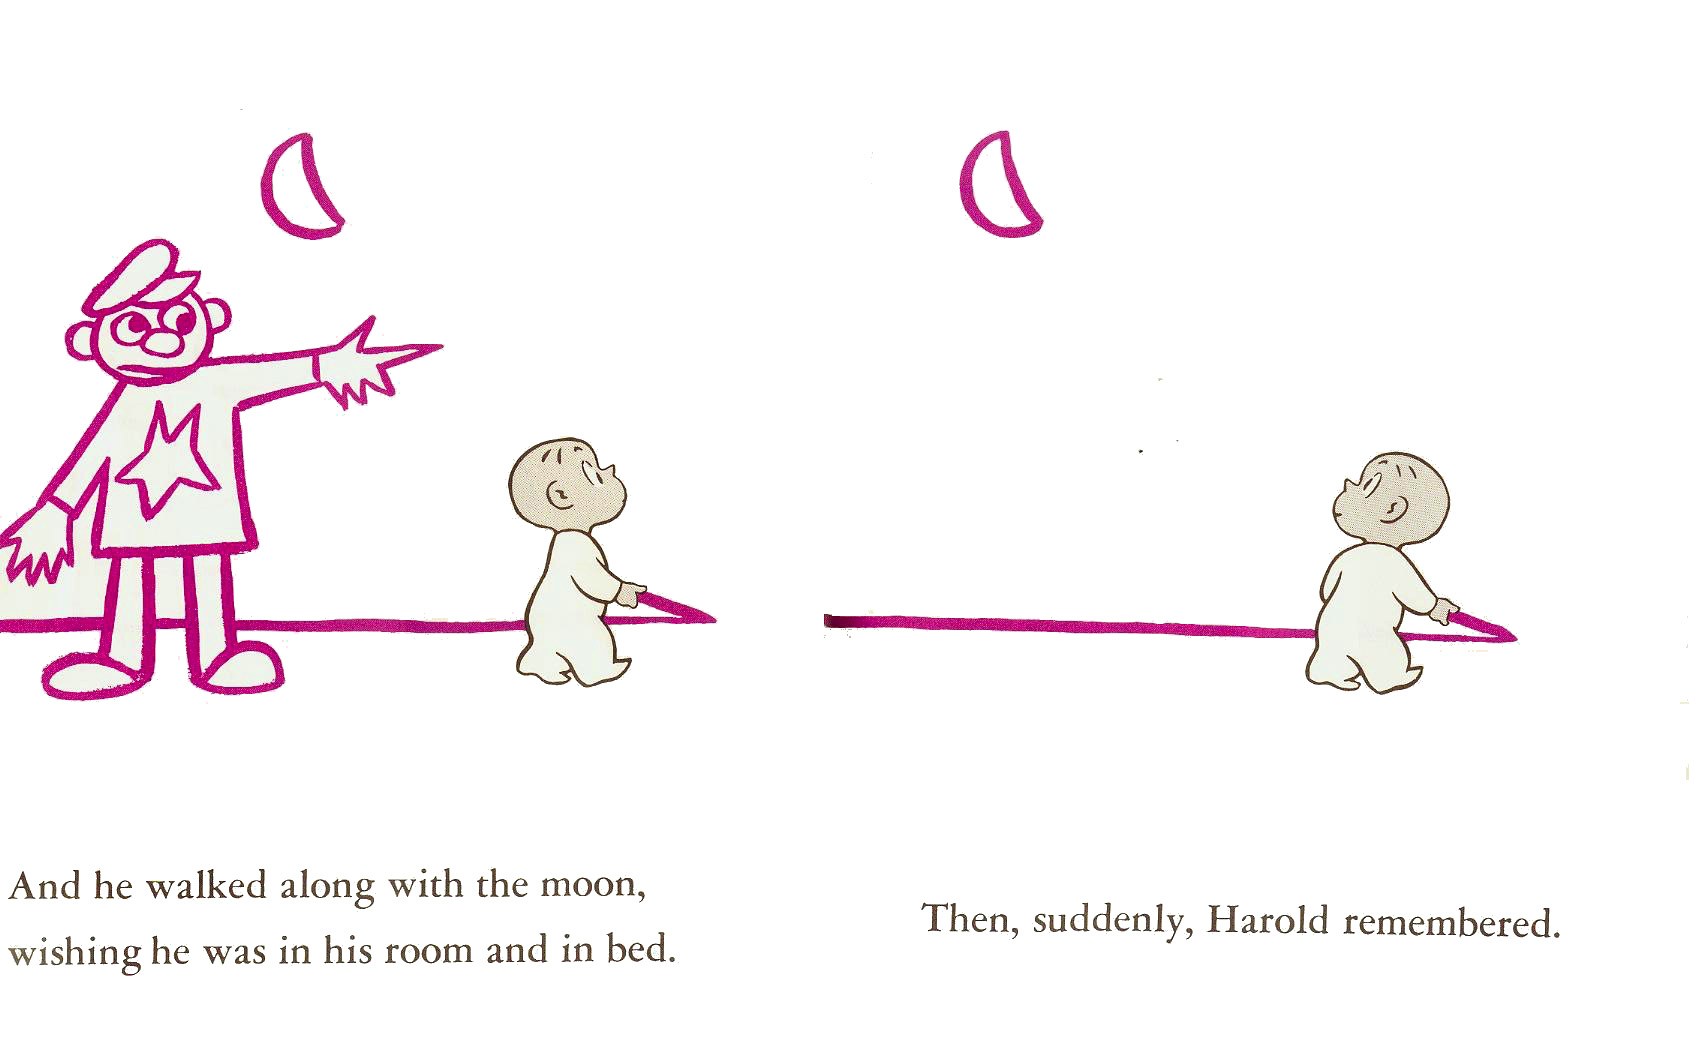 And he walked along with the moon,
wishing he was in his room and in bed.
Then, suddenly, Harold remembered.